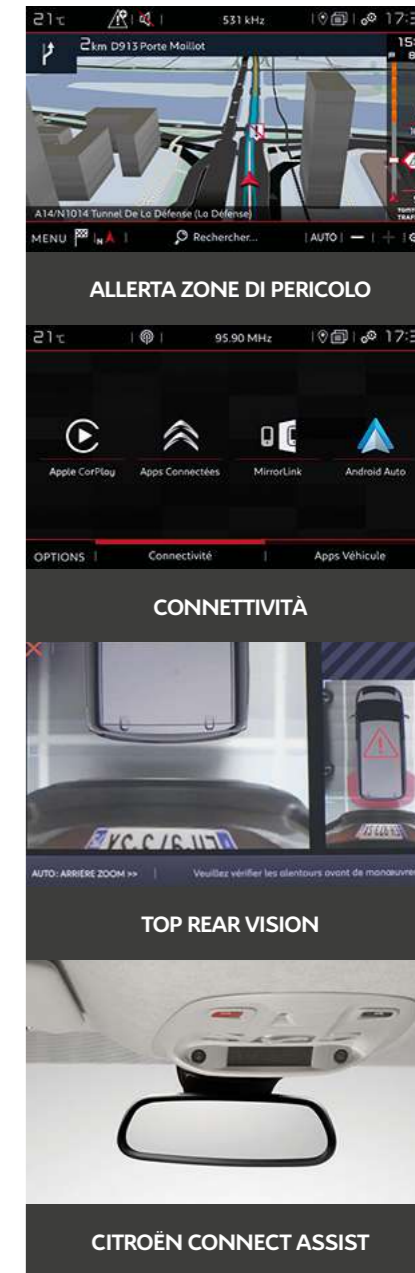 21℃ 531 kHz 17:3
2km D913 Porte Maillot
A14/N1014 Tunnel De La Défense (La Défense)
MENU Rechercher... AUTO
ALLERTA ZONE DI PERICOLO
21℃ 95.90 MHz 17:3
Apple CarPlay Apps Connectées MirrorLink Android Auto
OPTIONS Connectivité Apps Véhicule
CONNETTIVITÀ
AUTO: ARRIÈRE ZOOM >> Veuillez vérifier les alentours avant de manœuvrer
TOP REAR VISION
CITROËN CONNECT ASSIST